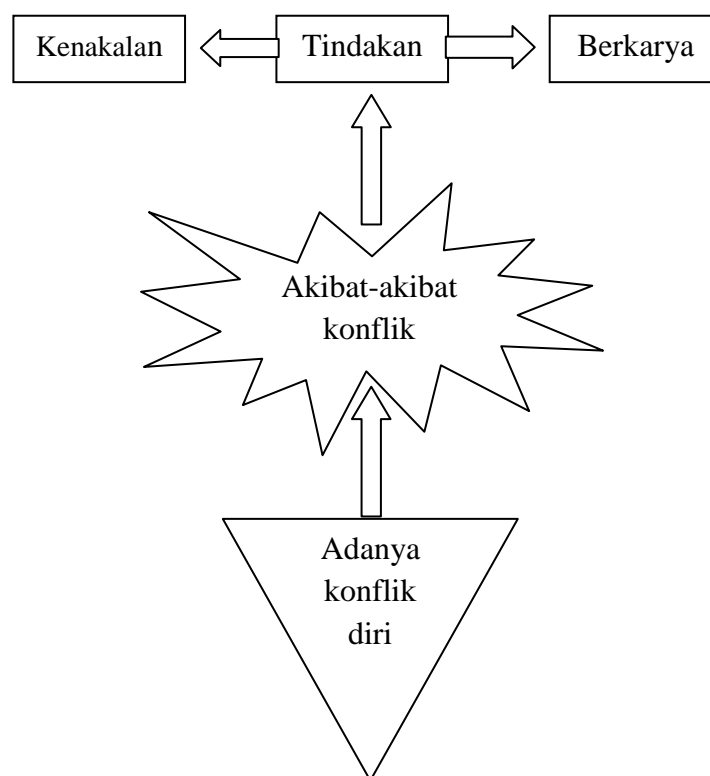 Kenakalan
Tindakan
Berkarya
Akibat-akibat
konflik
Adanya
konflik
diri